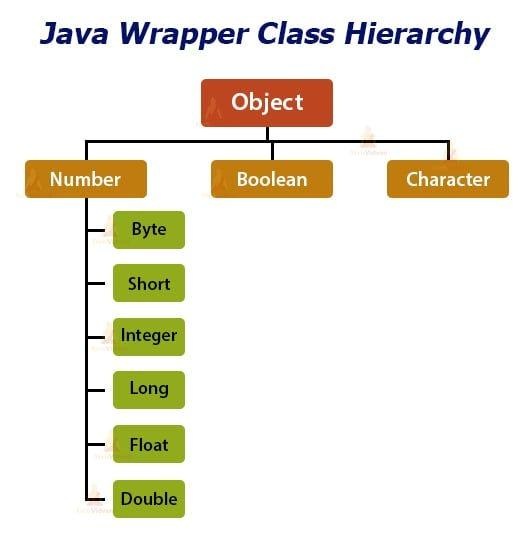 Java Wrapper Class Hierarchy
Object
Number Boolean Character
Byte
Short
Integer
Long
Float
Double